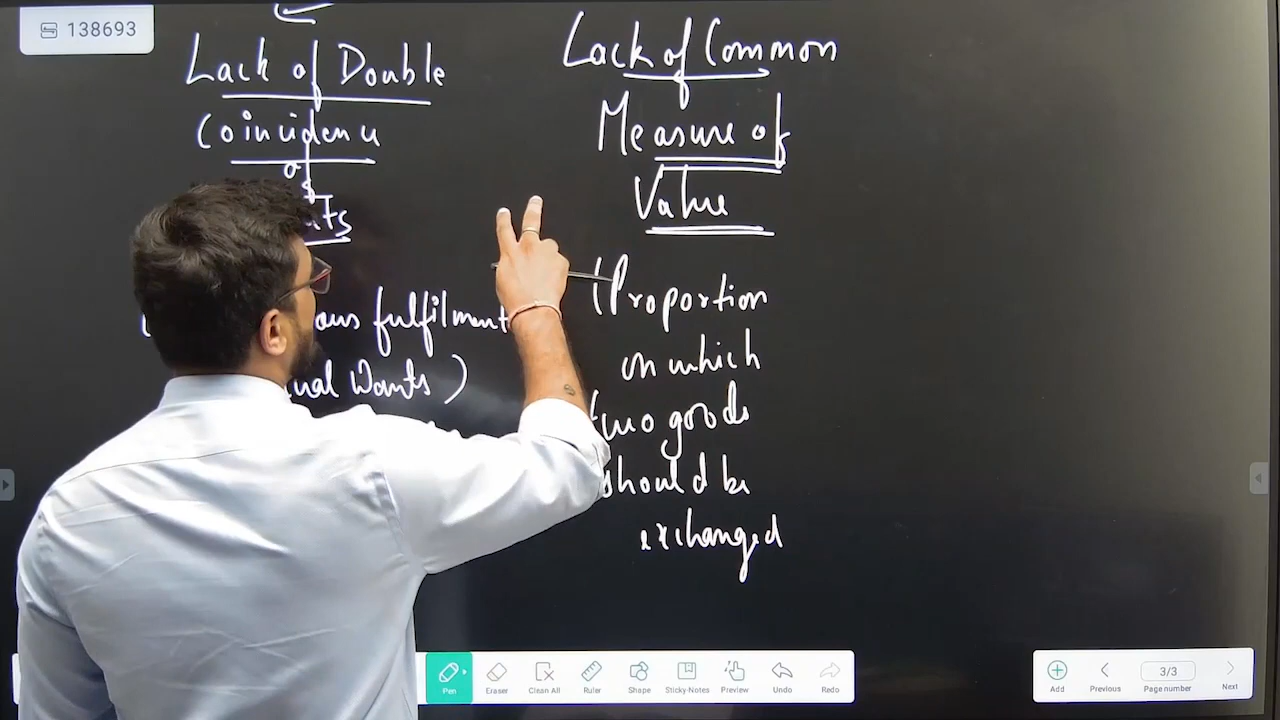 138693
Lack of Double
Coincidence
of
fulfilment
Wants )
Lack of Common
Measure of
Value
(Proportion
on which
two goods
should be
exchanged
Pen
Eraser
Clean All
Ruler
Shape
Sticky-Notes
Preview
Undo
Redo
Add
Previous
3/3
Page number
Next